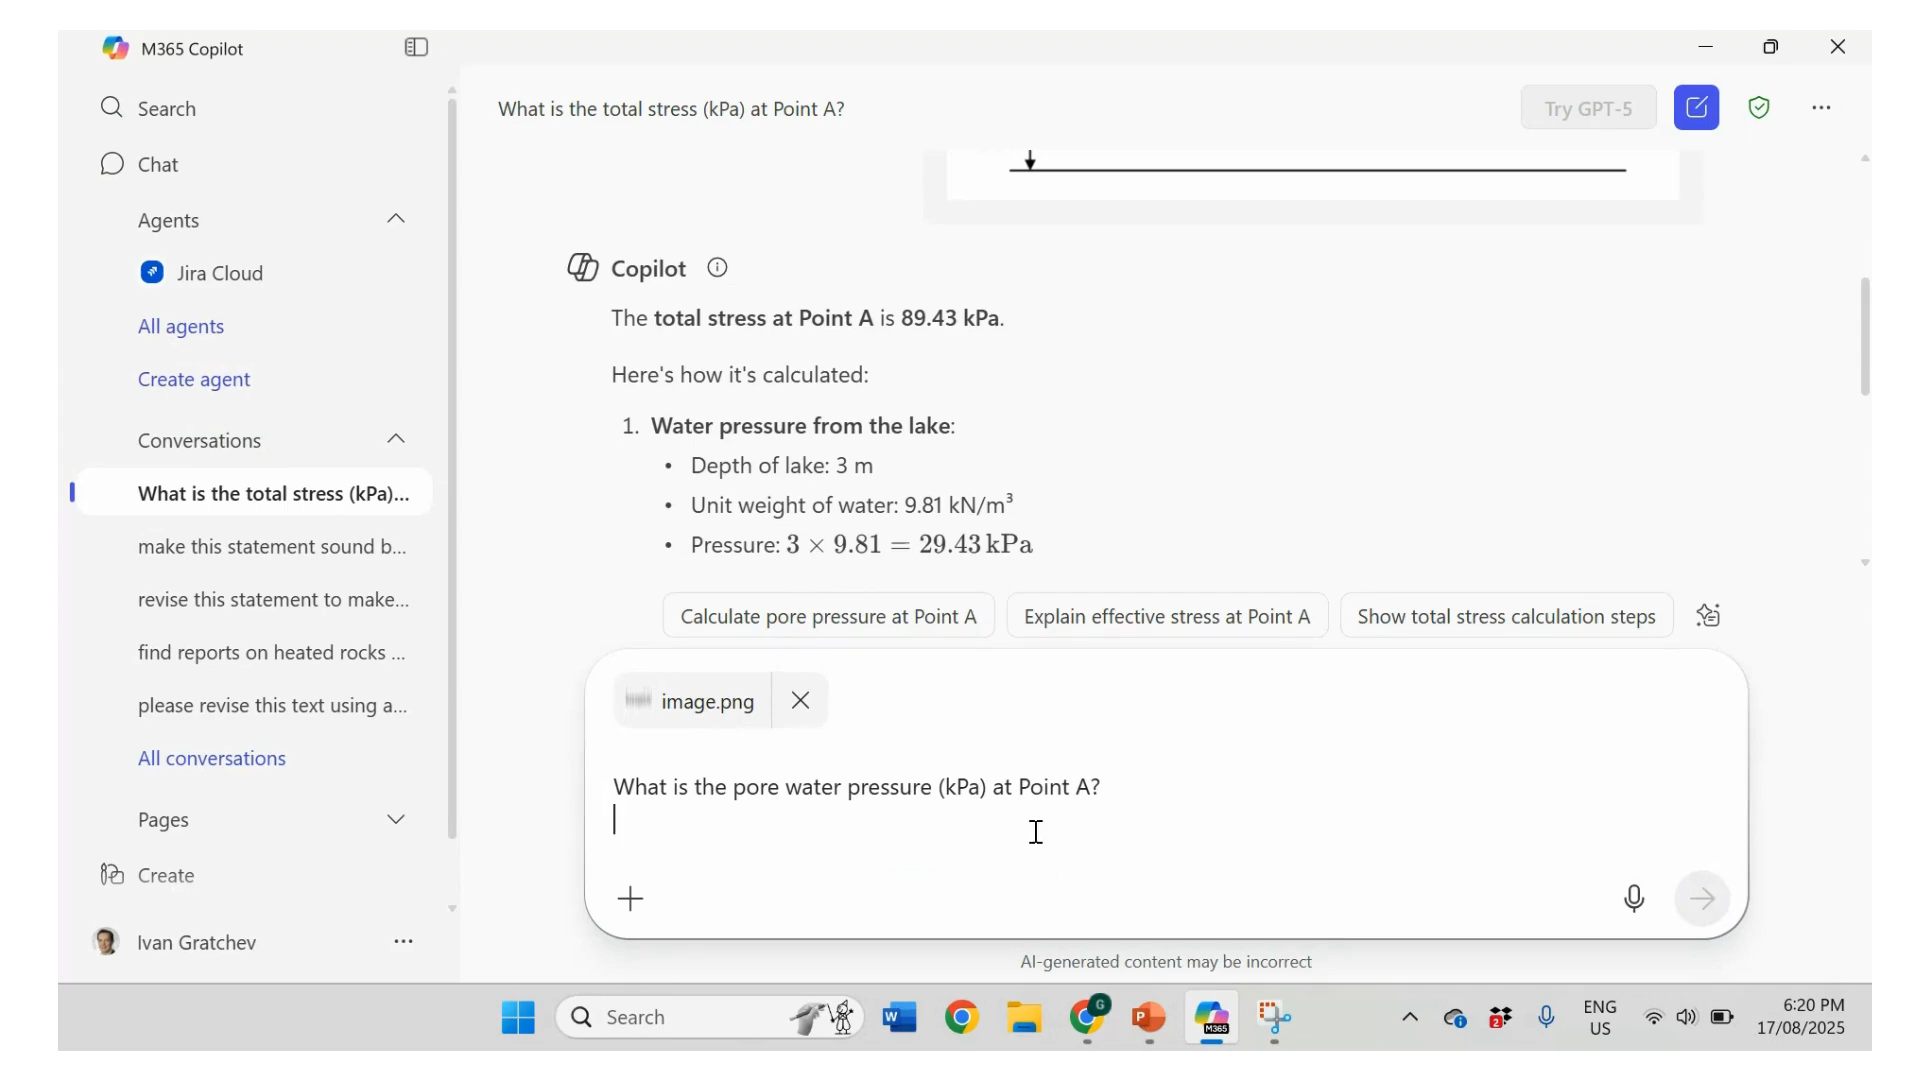 M365 Copilot
Search
Chat
Agents
Jira Cloud
All agents
Create agent
Conversations
What is the total stress (kPa)...
make this statement sound b...
revise this statement to make...
find reports on heated rocks ...
please revise this text using a...
All conversations
Pages
Create
Ivan Gratchev
What is the total stress (kPa) at Point A?
Try GPT-5
Copilot
The total stress at Point A is 89.43 kPa.
Here's how it's calculated:
1. Water pressure from the lake:
• Depth of lake: 3 m
• Unit weight of water: 9.81 kN/m³
• Pressure: 3 × 9.81 = 29.43 kPa
Calculate pore pressure at Point A
Explain effective stress at Point A
Show total stress calculation steps
image.png
What is the pore water pressure (kPa) at Point A?
AI-generated content may be incorrect
Search
W
G
P
M365
2
ENG
US
6:20 PM
17/08/2025